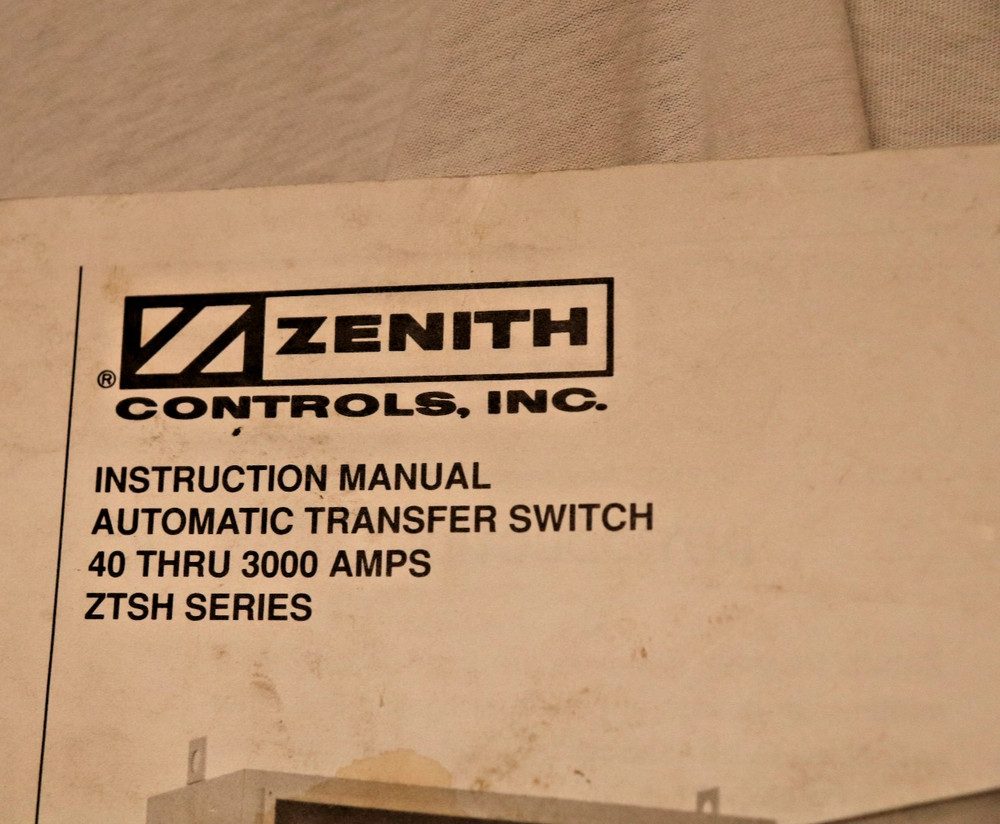 ZENITH
®
CONTROLS, INC.
INSTRUCTION MANUAL
AUTOMATIC TRANSFER SWITCH
40 THRU 3000 AMPS
ZTSH SERIES